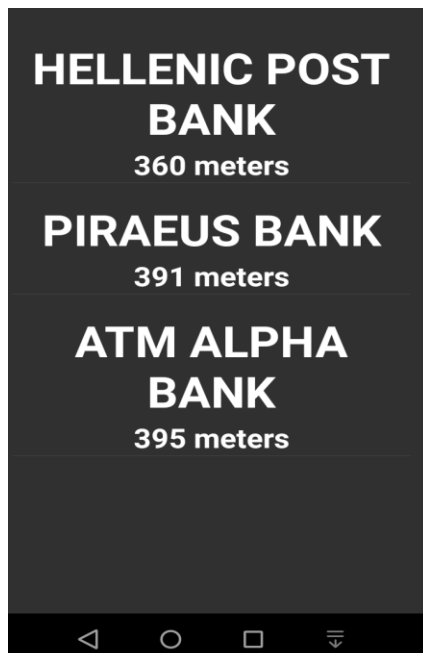 HELLENIC POST
BANK
360 meters
PIRAEUS BANK
391 meters
ATM ALPHA
BANK
395 meters